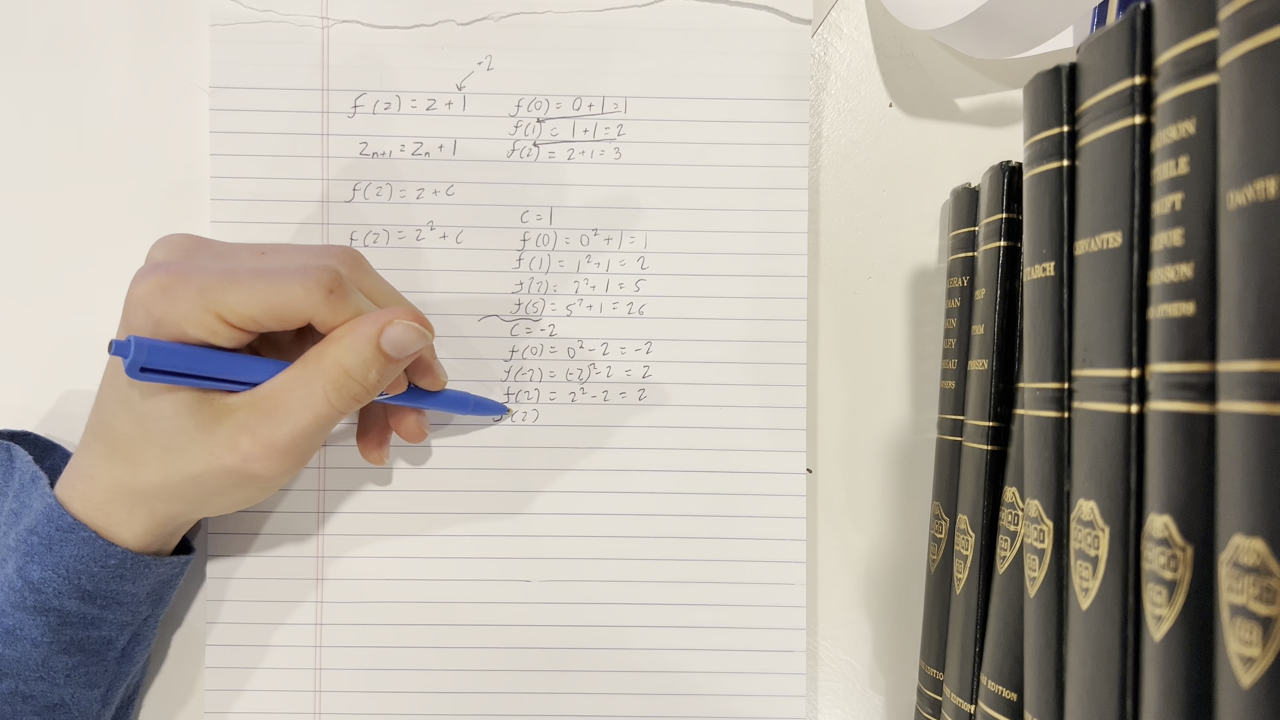 -2
f(z) = z + 1
z_{n+1} = z_n + 1
f(z) = z + c
f(z) = z² + c
f(0) = 0 + 1 = 1
f(1) = 1 + 1 = 2
f(2) = 2 + 1 = 3
c = 1
f(0) = 0² + 1 = 1
f(1) = 1² + 1 = 2
f(2) = 2² + 1 = 5
f(5) = 5² + 1 = 26
c = -2
f(0) = 0² - 2 = -2
f(-2) = (-2)² - 2 = 2
f(2) = 2² - 2 = 2
f(2)
CERVANTES
EDITION